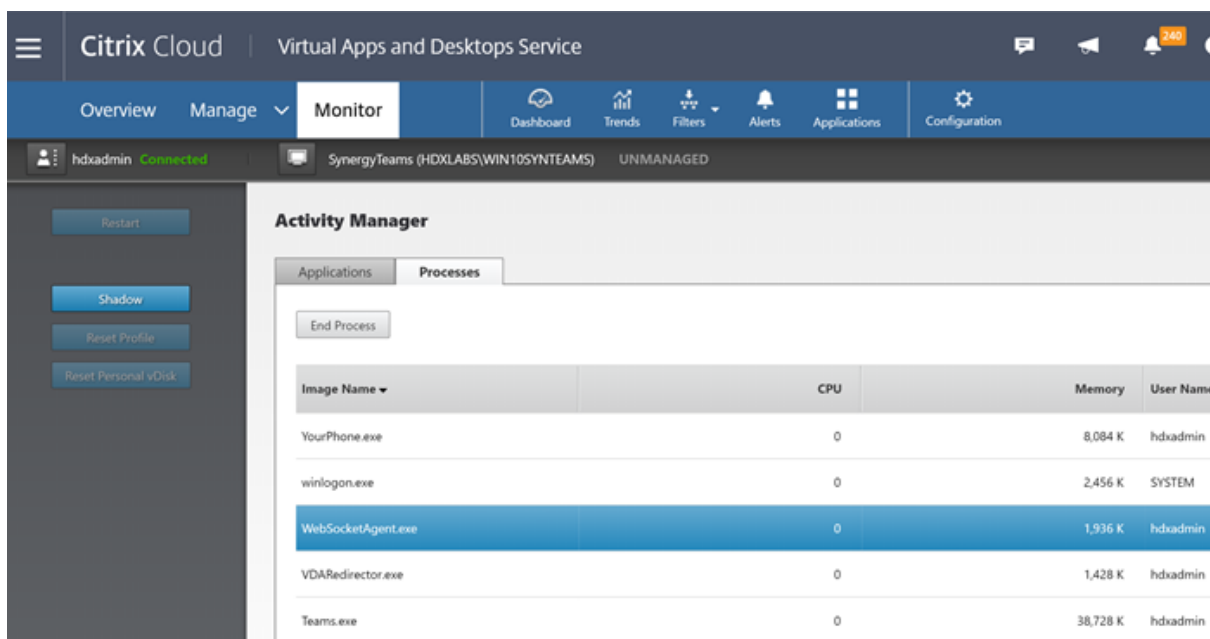 Citrix Cloud | Virtual Apps and Desktops Service 240
Overview Manage Monitor Dashboard Trends Filters Alerts Applications Configuration
hdxadmin Connected SynergyTeams (HDXLABS\WIN10SYNTEAMS) UNMANAGED
Restart
Shadow
Reset Profile
Reset Personal vDisk
Activity Manager
Applications Processes
End Process
Image Name CPU Memory User Name
YourPhone.exe 0 8,084 K hdxadmin
winlogon.exe 0 2,456 K SYSTEM
WebSocketAgent.exe 0 1,936 K hdxadmin
VDARedirector.exe 0 1,428 K hdxadmin
Teams.exe 0 38,728 K hdxadmin